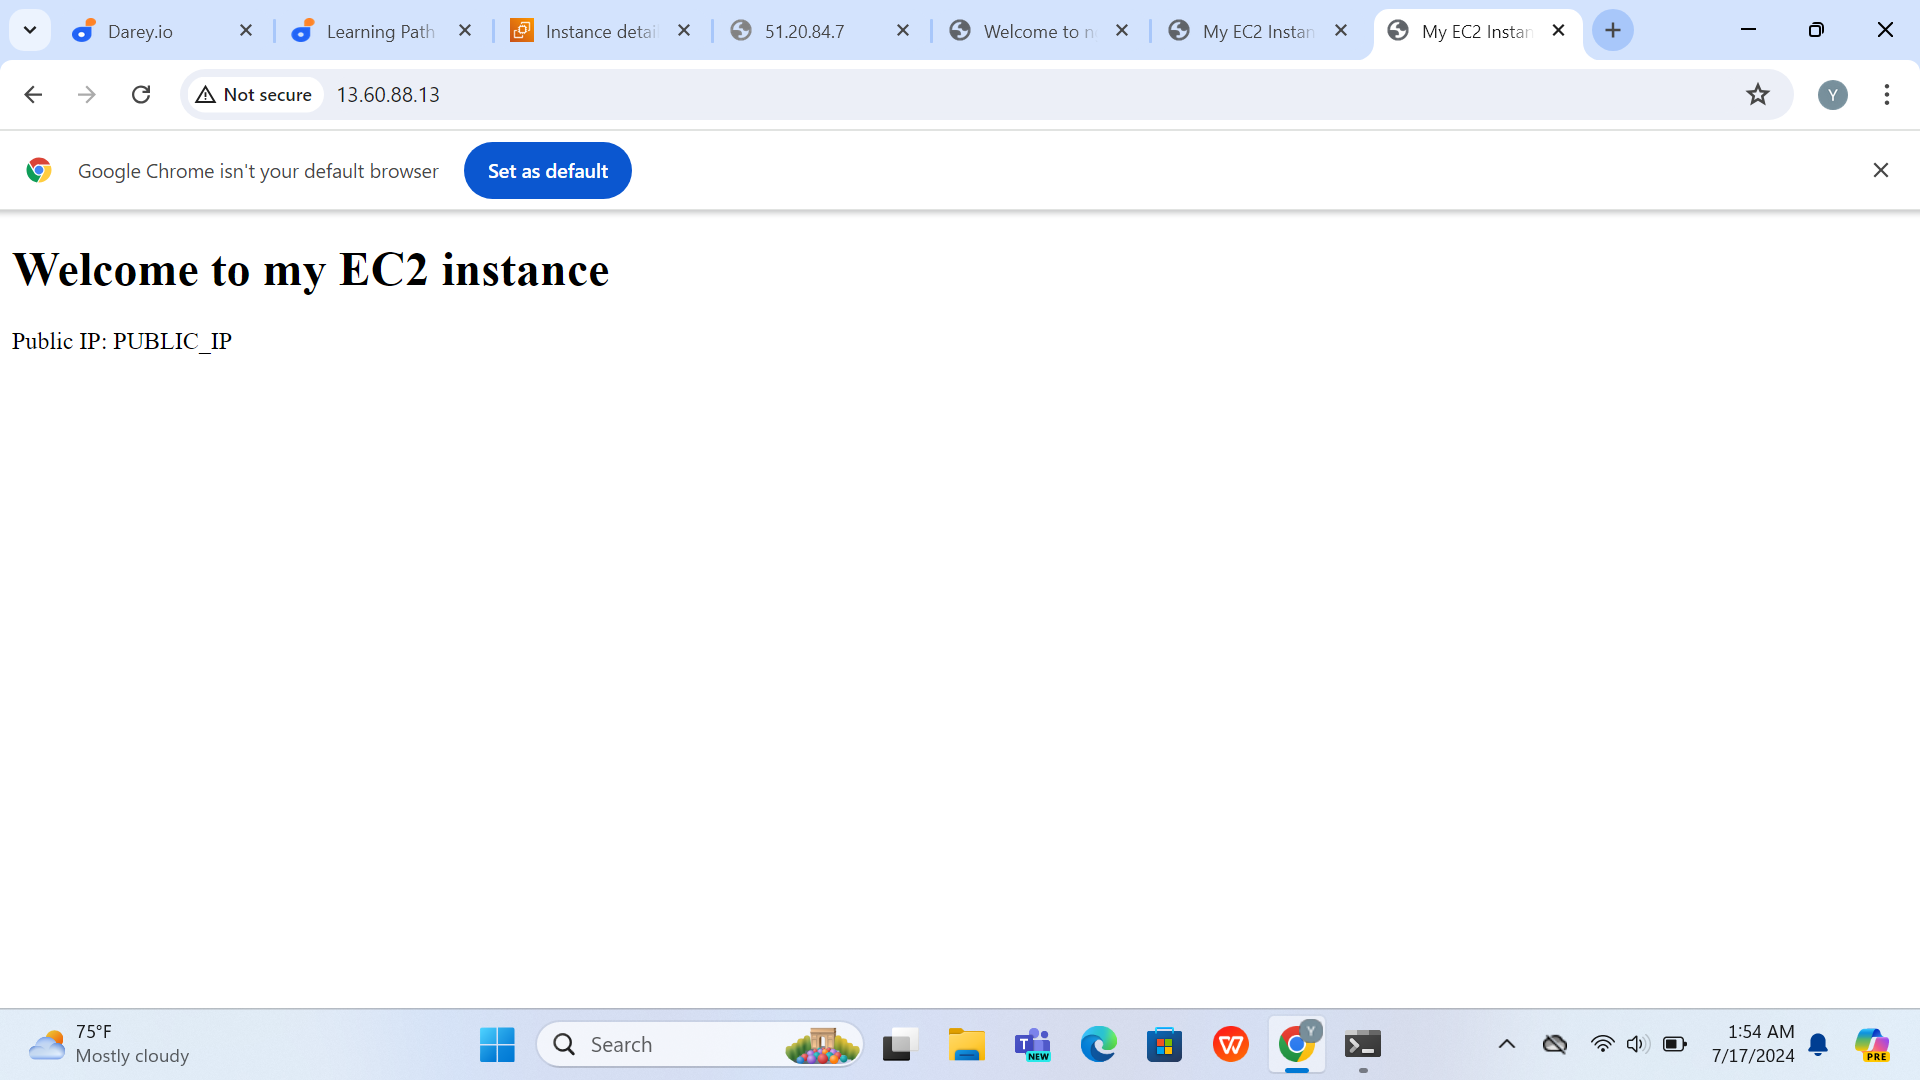 Darey.io
Learning Path
Instance detail
51.20.84.7
Welcome to n
My EC2 Instan
My EC2 Instan
Not secure
13.60.88.13
Y
Google Chrome isn't your default browser
Set as default
Welcome to my EC2 instance
Public IP: PUBLIC_IP
75°F
Mostly cloudy
Search
T
NEW
W
Y
1:54 AM
7/17/2024
PRE